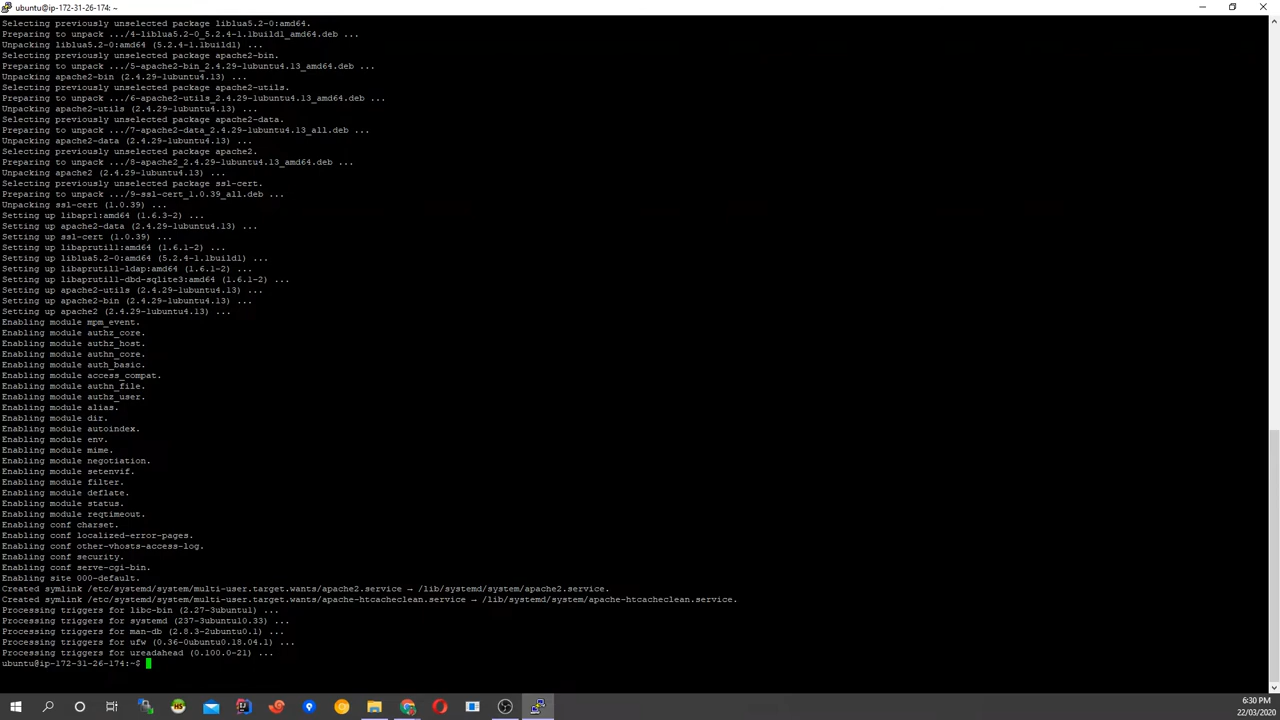 ubuntu@ip-172-31-26-174: ~
Selecting previously unselected package liblua5.2-0:amd64.
Preparing to unpack .../4-liblua5.2-0_5.2.4-1.1build1_amd64.deb ...
Unpacking liblua5.2-0:amd64 (5.2.4-1.1build1) ...
Selecting previously unselected package apache2-bin.
Preparing to unpack .../5-apache2-bin_2.4.29-1ubuntu4.13_amd64.deb ...
Unpacking apache2-bin (2.4.29-1ubuntu4.13) ...
Selecting previously unselected package apache2-utils.
Preparing to unpack .../6-apache2-utils_2.4.29-1ubuntu4.13_amd64.deb ...
Unpacking apache2-utils (2.4.29-1ubuntu4.13) ...
Selecting previously unselected package apache2-data.
Preparing to unpack .../7-apache2-data_2.4.29-1ubuntu4.13_all.deb ...
Unpacking apache2-data (2.4.29-1ubuntu4.13) ...
Selecting previously unselected package apache2.
Preparing to unpack .../8-apache2_2.4.29-1ubuntu4.13_amd64.deb ...
Unpacking apache2 (2.4.29-1ubuntu4.13) ...
Selecting previously unselected package ssl-cert.
Preparing to unpack .../9-ssl-cert_1.0.39_all.deb ...
Unpacking ssl-cert (1.0.39) ...
Setting up libapr1:amd64 (1.6.3-2) ...
Setting up apache2-data (2.4.29-1ubuntu4.13) ...
Setting up ssl-cert (1.0.39) ...
Setting up libaprutil1:amd64 (1.6.1-2) ...
Setting up liblua5.2-0:amd64 (5.2.4-1.1build1) ...
Setting up libaprutil1-ldap:amd64 (1.6.1-2) ...
Setting up libaprutil1-dbd-sqlite3:amd64 (1.6.1-2) ...
Setting up apache2-utils (2.4.29-1ubuntu4.13) ...
Setting up apache2-bin (2.4.29-1ubuntu4.13) ...
Setting up apache2 (2.4.29-1ubuntu4.13) ...
Enabling module mpm_event.
Enabling module authz_core.
Enabling module authz_host.
Enabling module authn_core.
Enabling module auth_basic.
Enabling module access_compat.
Enabling module authn_file.
Enabling module authz_user.
Enabling module alias.
Enabling module dir.
Enabling module autoindex.
Enabling module env.
Enabling module mime.
Enabling module negotiation.
Enabling module setenvif.
Enabling module filter.
Enabling module deflate.
Enabling module status.
Enabling module reqtimeout.
Enabling conf charset.
Enabling conf localized-error-pages.
Enabling conf other-vhosts-access-log.
Enabling conf security.
Enabling conf serve-cgi-bin.
Enabling site 000-default.
Created symlink /etc/systemd/system/multi-user.target.wants/apache2.service → /lib/systemd/system/apache2.service.
Created symlink /etc/systemd/system/multi-user.target.wants/apache-htcacheclean.service → /lib/systemd/system/apache-htcacheclean.service.
Processing triggers for libc-bin (2.27-3ubuntu1) ...
Processing triggers for systemd (237-3ubuntu10.33) ...
Processing triggers for man-db (2.8.3-2ubuntu0.1) ...
Processing triggers for ufw (0.36-0ubuntu0.18.04.1) ...
Processing triggers for ureadahead (0.100.0-21) ...
ubuntu@ip-172-31-26-174:~$
HS
IJ
6:30 PM
22/03/2020